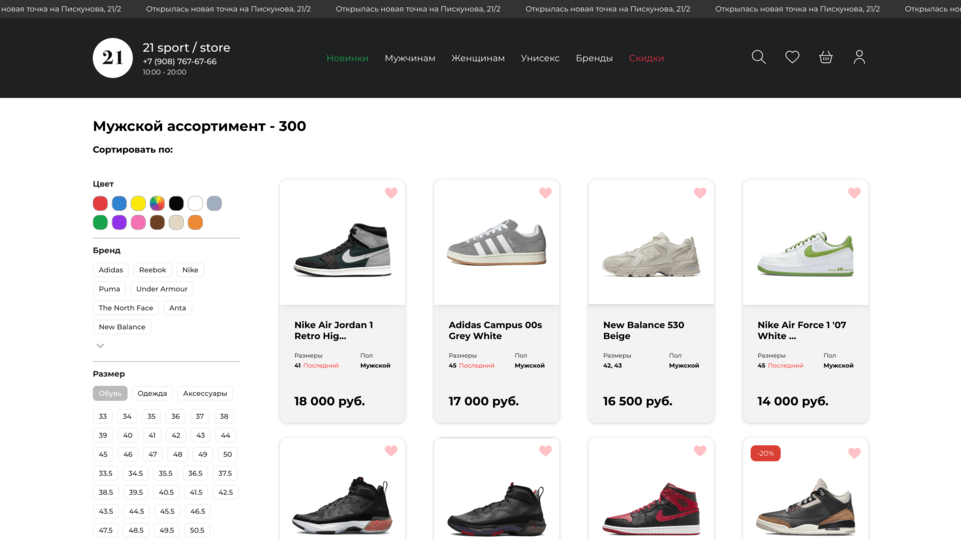 новая точка на Пискунова, 21/2 Открылась новая точка на Пискунова, 21/2 Открылась новая точка на Пискунова, 21/2 Открылась новая точка на Пискунова, 21/2 Открылась новая точка на Пискунова, 21/2 Открылась но
21
21 sport / store
+7 (908) 767-67-66
10:00 - 20:00
Новинки Мужчинам Женщинам Унисекс Бренды Скидки
Мужской ассортимент - 300
Сортировать по:
Цвет
Бренд
Adidas Reebok Nike
Puma Under Armour
The North Face Anta
New Balance
Размер
Обувь Одежда Аксессуары
33 34 35 36 37 38
39 40 41 42 43 44
45 46 47 48 49 50
33.5 34.5 35.5 36.5 37.5
38.5 39.5 40.5 41.5 42.5
43.5 44.5 45.5 46.5
47.5 48.5 49.5 50.5
Nike Air Jordan 1
Retro Hig...
Размеры Пол
41 Последний Мужской
18 000 руб.
Adidas Campus 00s
Grey White
Размеры Пол
45 Последний Мужской
17 000 руб.
New Balance 530
Beige
Размеры Пол
42, 43 Мужской
16 500 руб.
Nike Air Force 1 '07
White ...
Размеры Пол
45 Последний Мужской
14 000 руб.
-20%